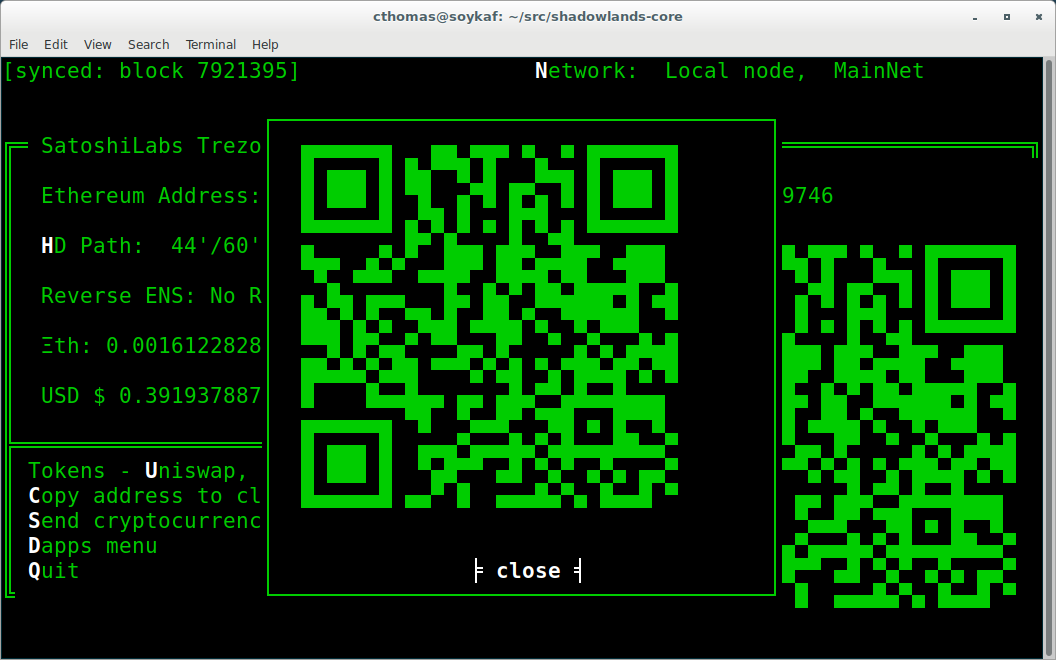 cthomas@soykaf: ~/src/shadowlands-core
File Edit View Search Terminal Help
[synced: block 7921395] Network: Local node, MainNet
SatoshiLabs Trezo
Ethereum Address: 9746
HD Path: 44'/60'
Reverse ENS: No R
Ξth: 0.0016122828
USD $ 0.391937887
Tokens - Uniswap,
Copy address to cl
Send cryptocurrenc
Dapps menu
Quit
close